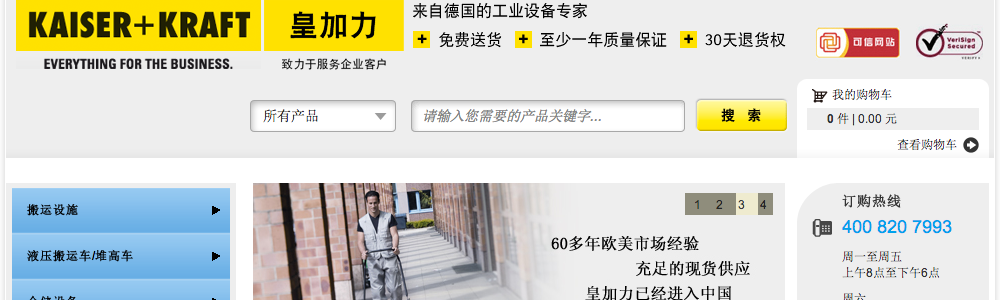 KAISER+KRAFT 皇加力
EVERYTHING FOR THE BUSINESS. 致力于服务企业客户
来自德国的工业设备专家
+ 免费送货 + 至少一年质量保证 + 30天退货权
可信网站
VeriSign
Secured
VERIFY
我的购物车
0 件 | 0.00 元
查看购物车
所有产品
请输入您需要的产品关键字...
搜 索
搬运设施
液压搬运车/堆高车
仓储设备
1 2 3 4
60多年欧美市场经验
充足的现货供应
皇加力已经进入中国
订购热线
400 820 7993
周一至周五
上午8点至下午6点
周六